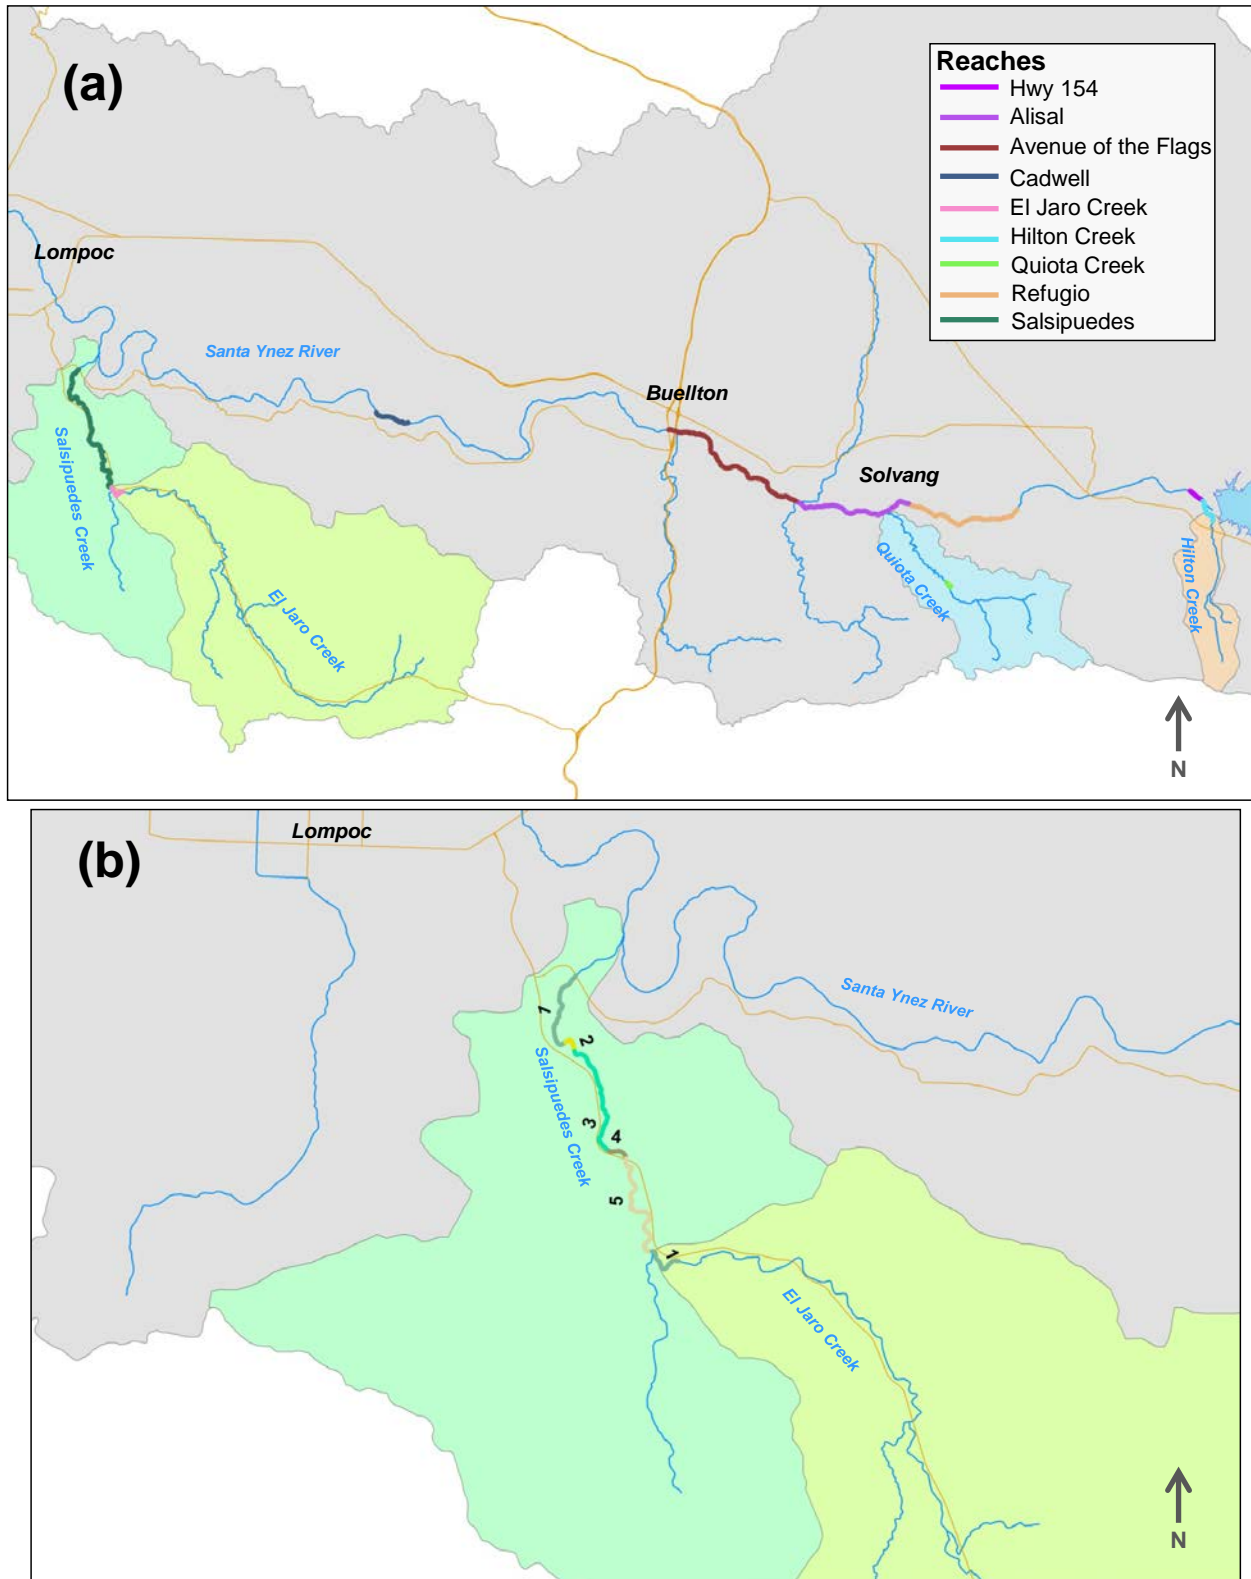 (a)
Reaches
Hwy 154
Alisal
Avenue of the Flags
Cadwell
El Jaro Creek
Hilton Creek
Quiota Creek
Refugio
Salsipuedes
Lompoc
Santa Ynez River
Buellton
Solvang
Salsipuedes Creek
El Jaro Creek
Quiota Creek
Hilton Creek
N
(b)
Lompoc
Santa Ynez River
1
2
Salsipuedes Creek
3
4
5
1
El Jaro Creek
N